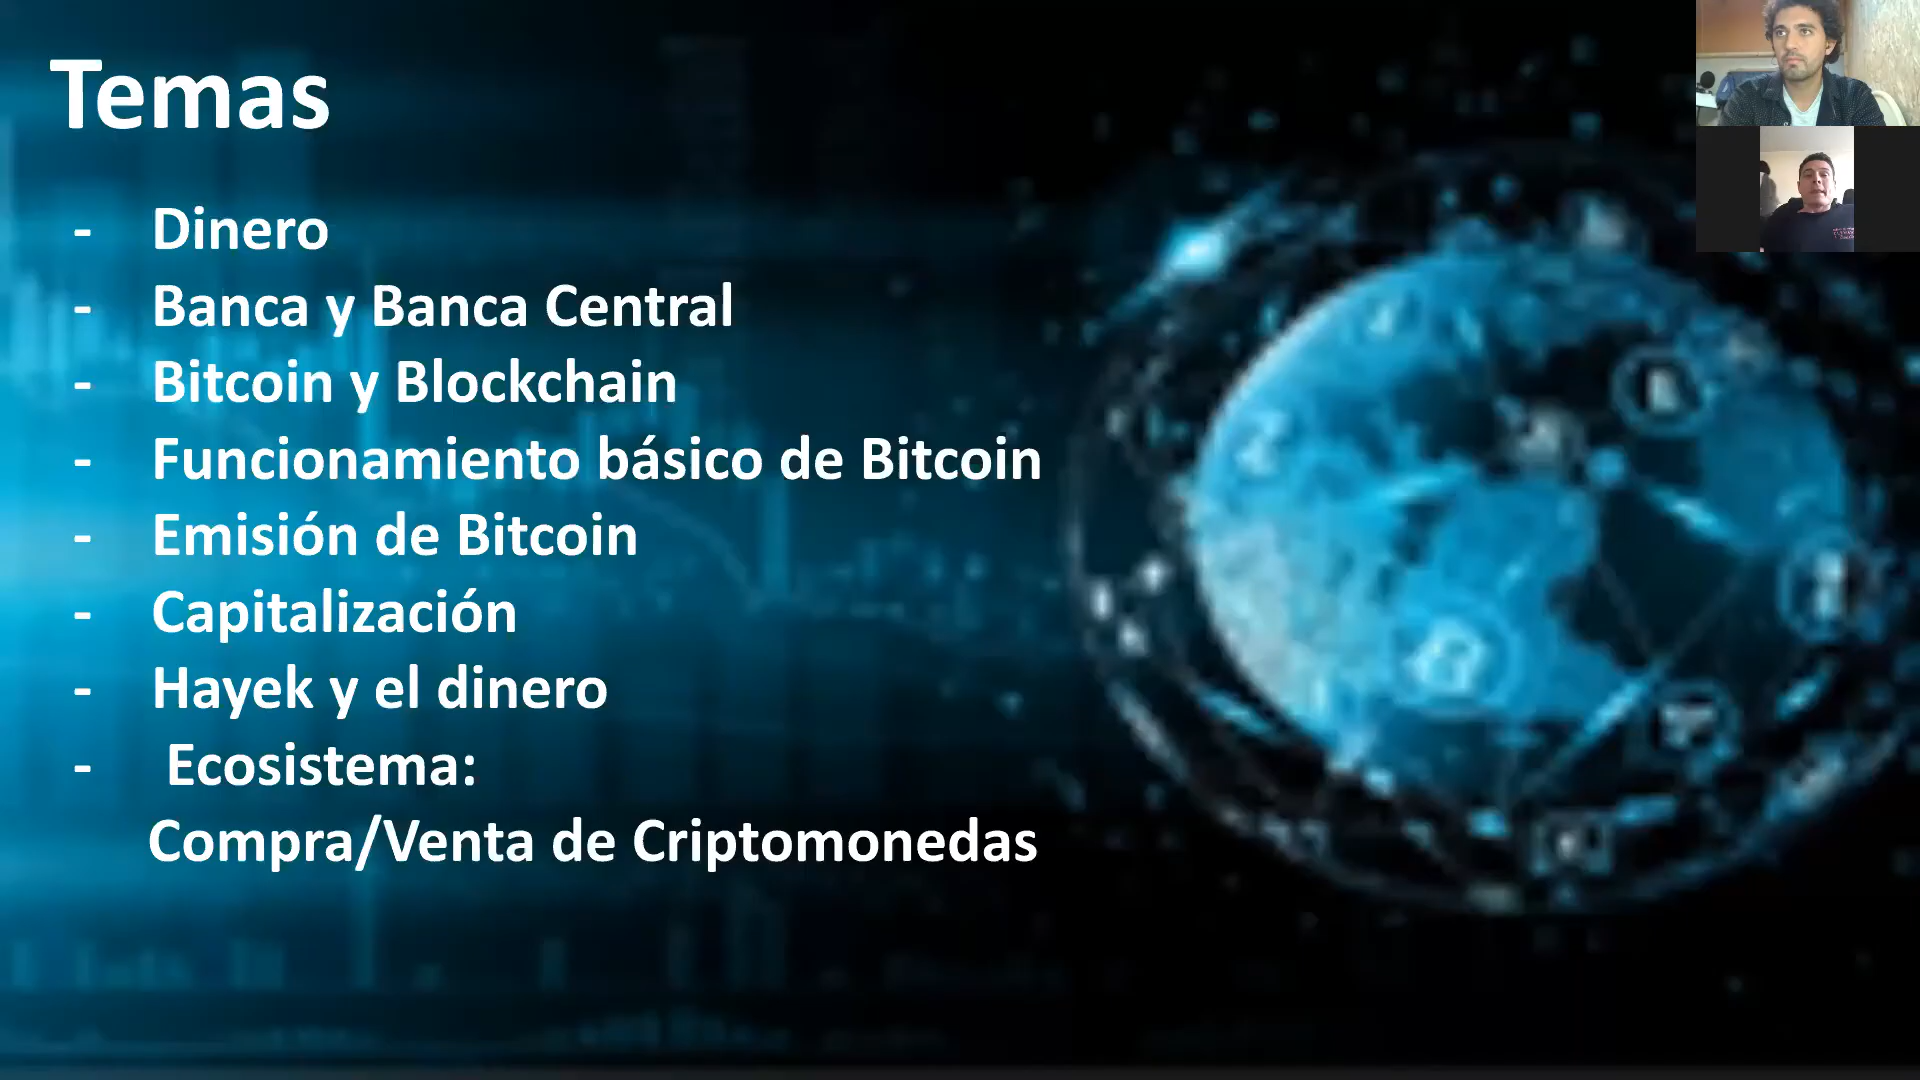 Temas
- Dinero
- Banca y Banca Central
- Bitcoin y Blockchain
- Funcionamiento básico de Bitcoin
- Emisión de Bitcoin
- Capitalización
- Hayek y el dinero
- Ecosistema:
Compra/Venta de Criptomonedas